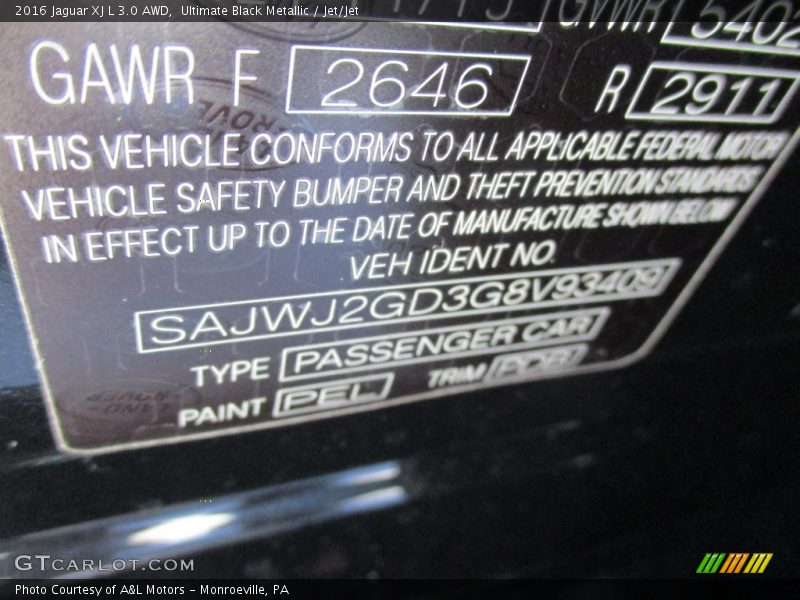 2016 Jaguar XJ L 3.0 AWD,  Ultimate Black Metallic / Jet/Jet
GVWR 5402
GAWR F 2646 R 2911
THIS VEHICLE CONFORMS TO ALL APPLICABLE FEDERAL MOTOR
VEHICLE SAFETY BUMPER AND THEFT PREVENTION STANDARDS
IN EFFECT UP TO THE DATE OF MANUFACTURE SHOWN BELOW
VEH IDENT NO.
SAJWJ2GD3G8V93409
TYPE PASSENGER CAR
PAINT PEL TRIM
GTCARLOT.COM
Photo Courtesy of A&L Motors – Monroeville, PA